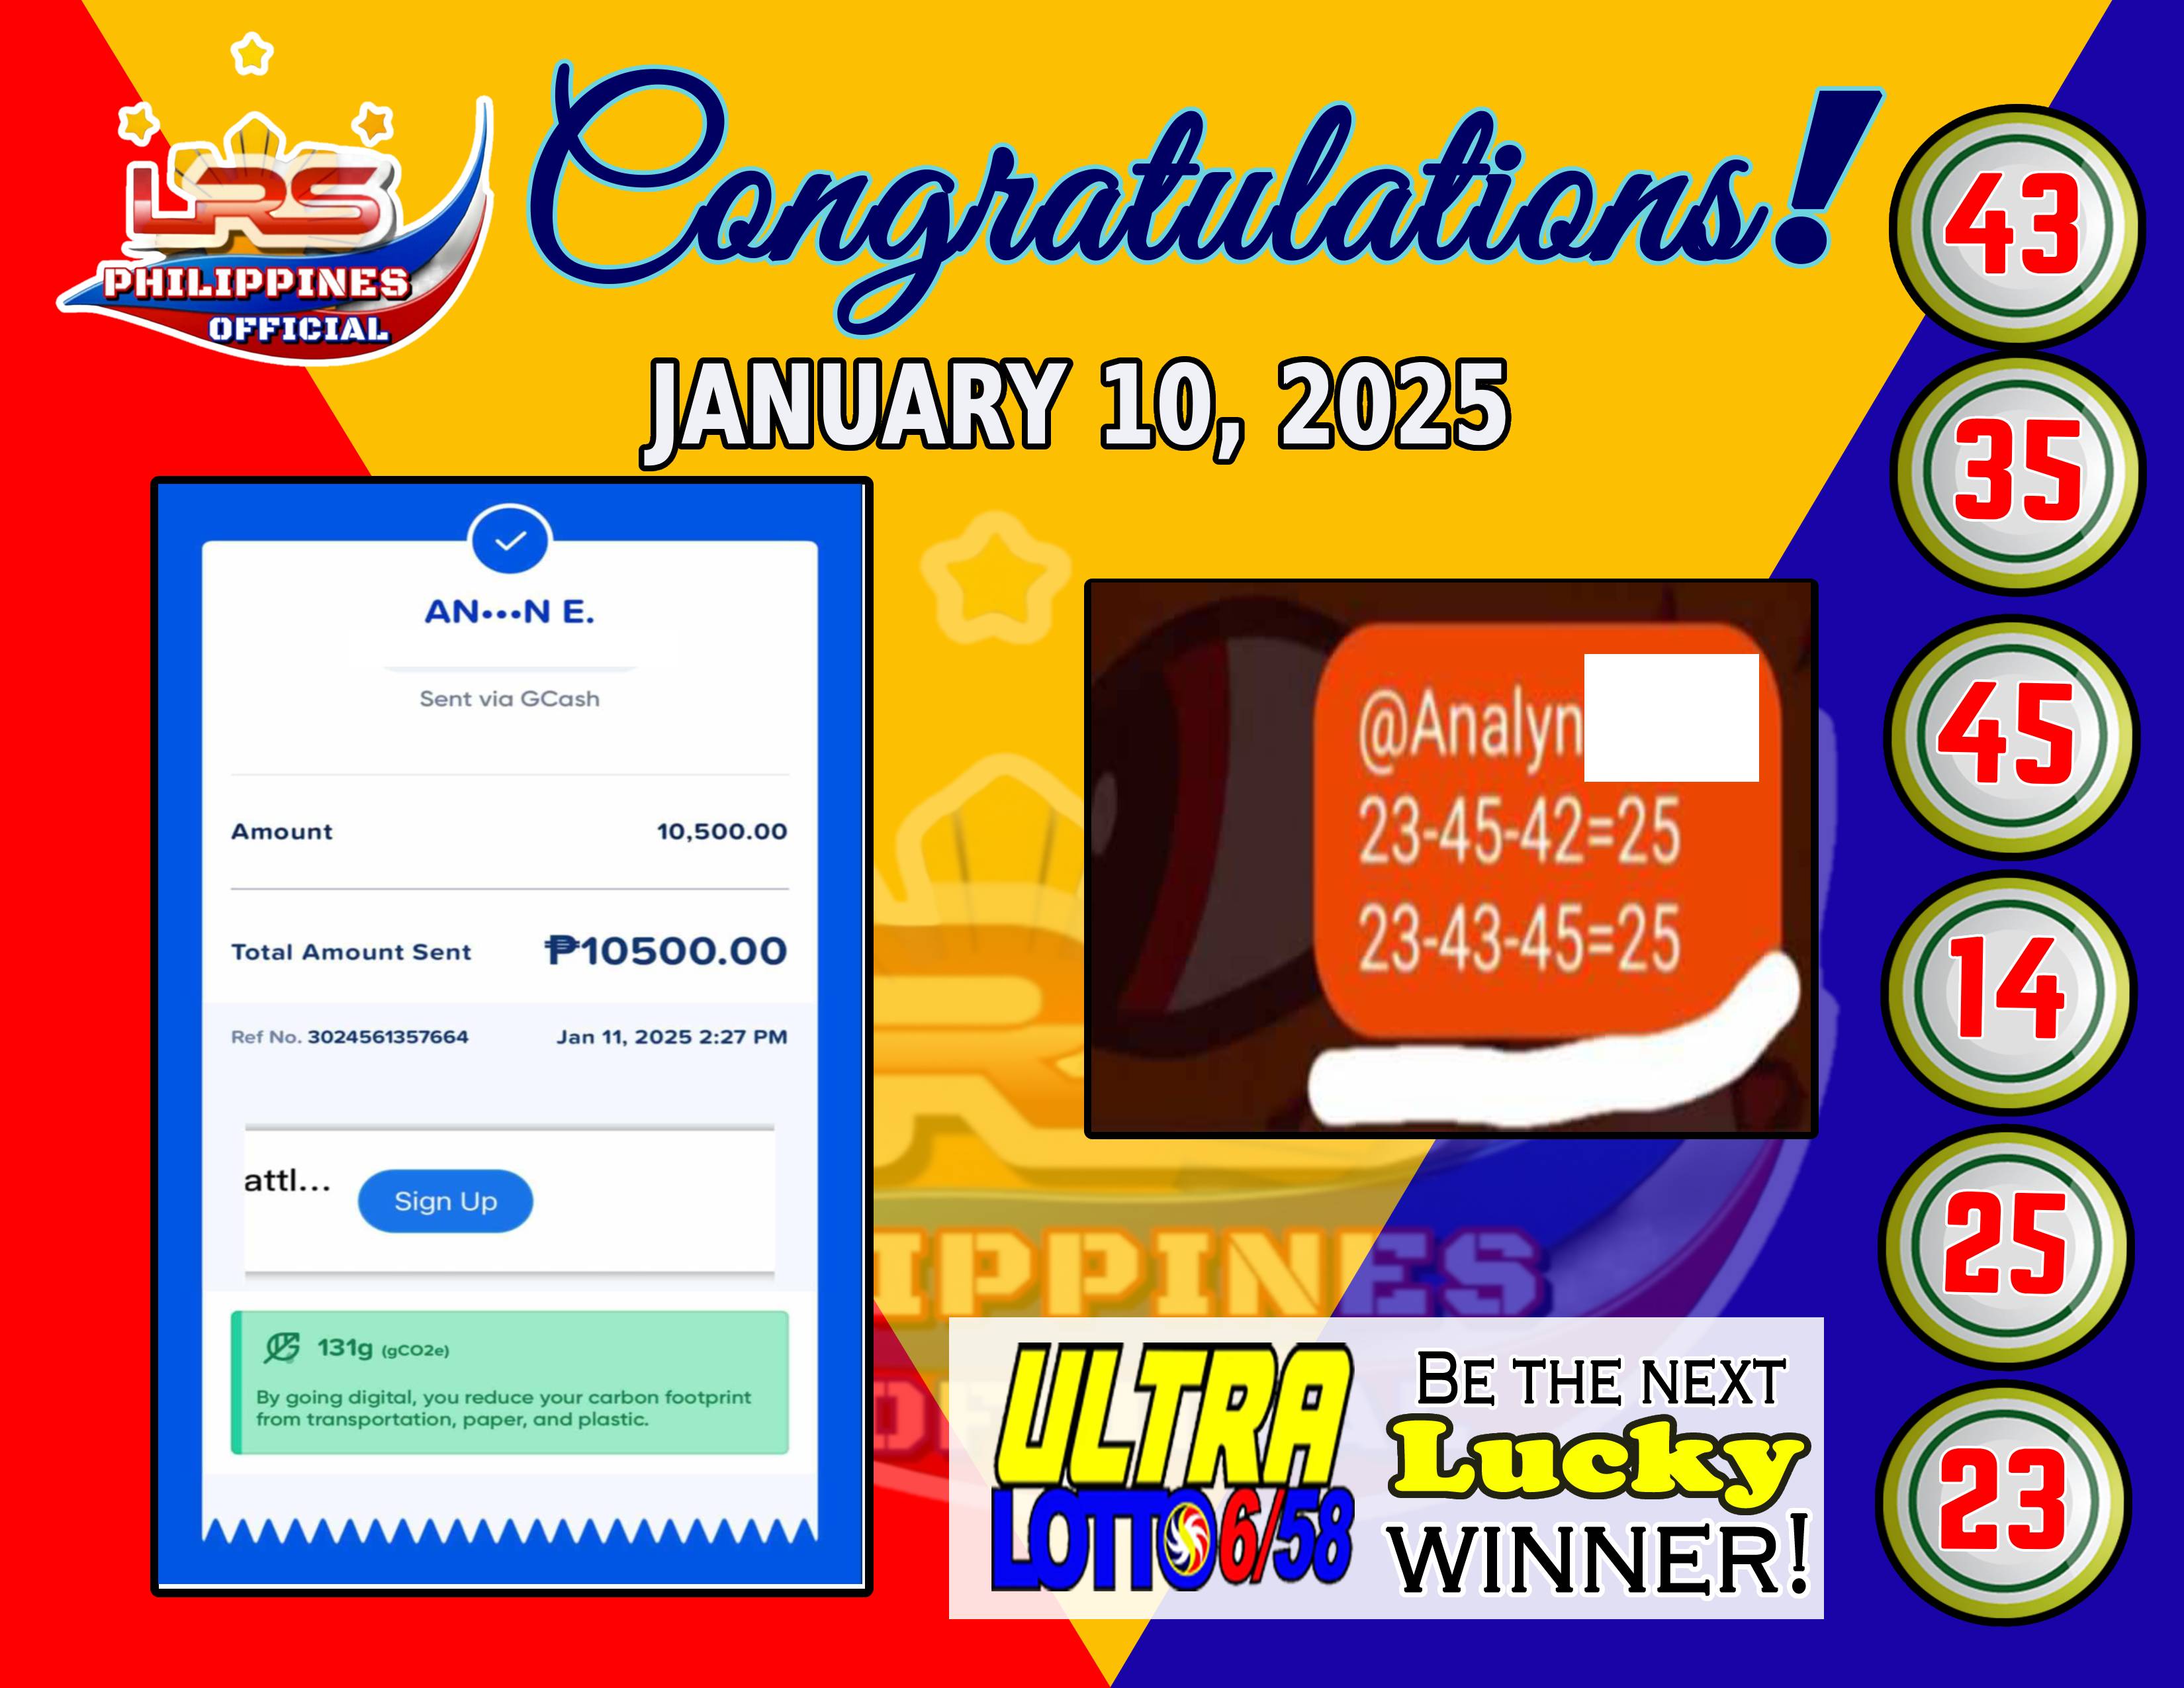 LRS
PHILIPPINES
OFFICIAL
Congratulations!
JANUARY 10, 2025
AN•••N E.
Sent via GCash
Amount 10,500.00
Total Amount Sent ₱10500.00
Ref No. 3024561357664 Jan 11, 2025 2:27 PM
attl...
Sign Up
131g (gCO2e)
By going digital, you reduce your carbon footprint
from transportation, paper, and plastic.
@Analyn
23-45-42=25
23-43-45=25
IPPINES
ULTRA
LOTTO 6/58
BE THE NEXT
Lucky
WINNER!
43
35
45
14
25
23